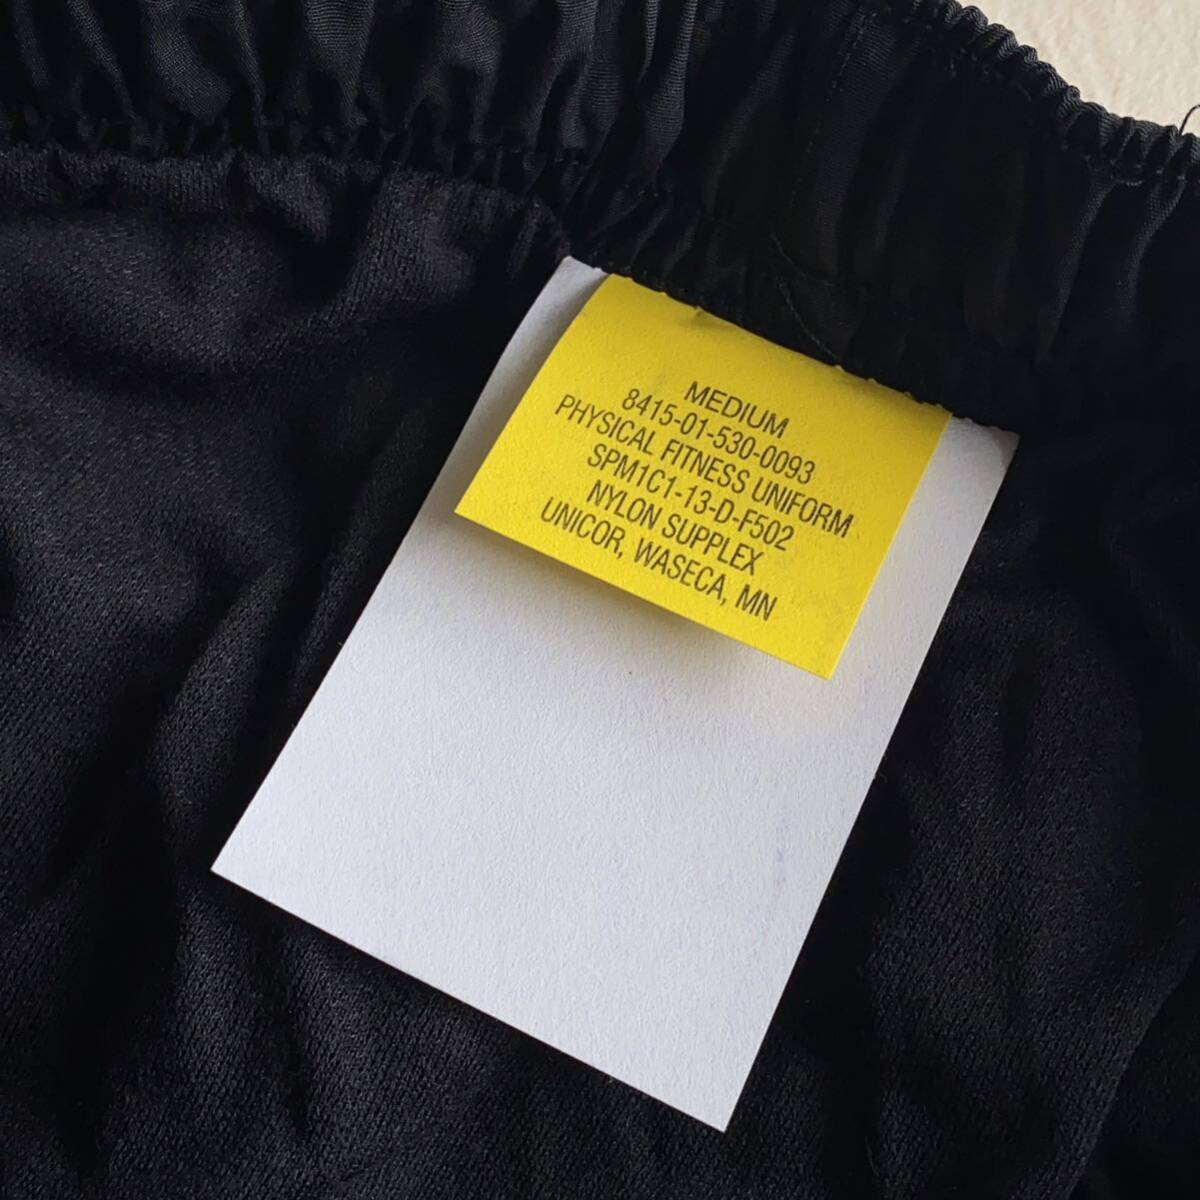 MEDIUM
8415-01-530-0093
PHYSICAL FITNESS UNIFORM
SPM1C1-13-D-F502
NYLON SUPPLEX
UNICOR, WASECA, MN